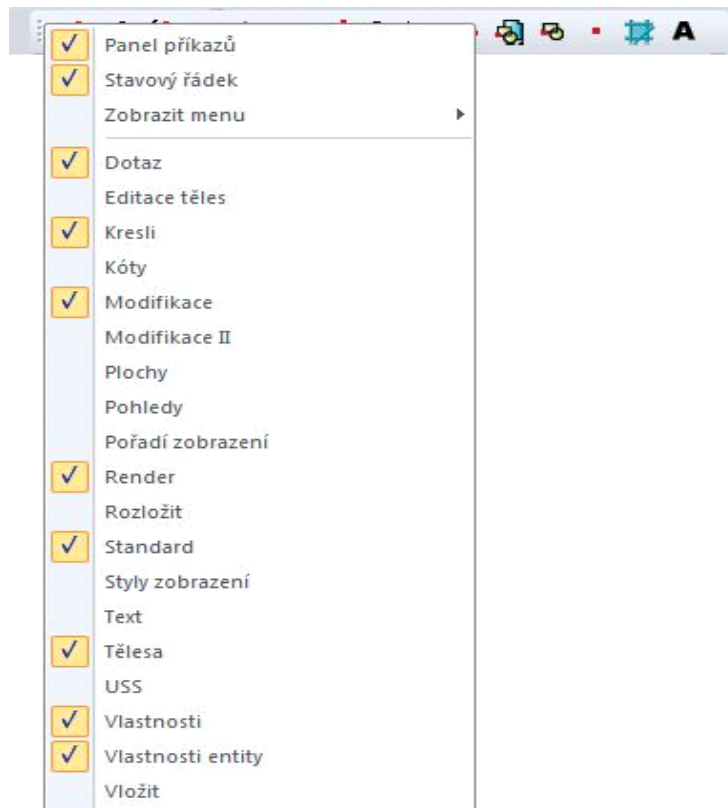 A
Panel příkazů
Stavový řádek
Zobrazit menu
Dotaz
Editace těles
Kresli
Kóty
Modifikace
Modifikace II
Plochy
Pohledy
Pořadí zobrazení
Render
Rozložit
Standard
Styly zobrazení
Text
Tělesa
USS
Vlastnosti
Vlastnosti entity
Vložit